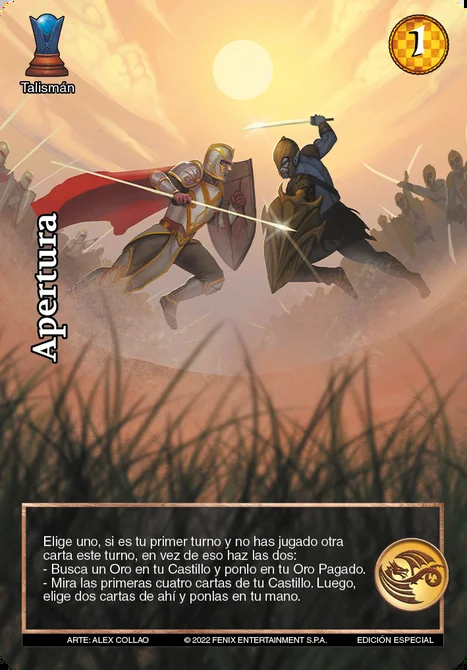 Talismán
1
Apertura
Elige uno, si es tu primer turno y no has jugado otra
carta este turno, en vez de eso haz las dos:
- Busca un Oro en tu Castillo y ponlo en tu Oro Pagado.
- Mira las primeras cuatro cartas de tu Castillo. Luego,
elige dos cartas de ahí y ponlas en tu mano.
ARTE: ALEX COLLAO © 2022 FENIX ENTERTAINMENT S.P.A. EDICIÓN ESPECIAL